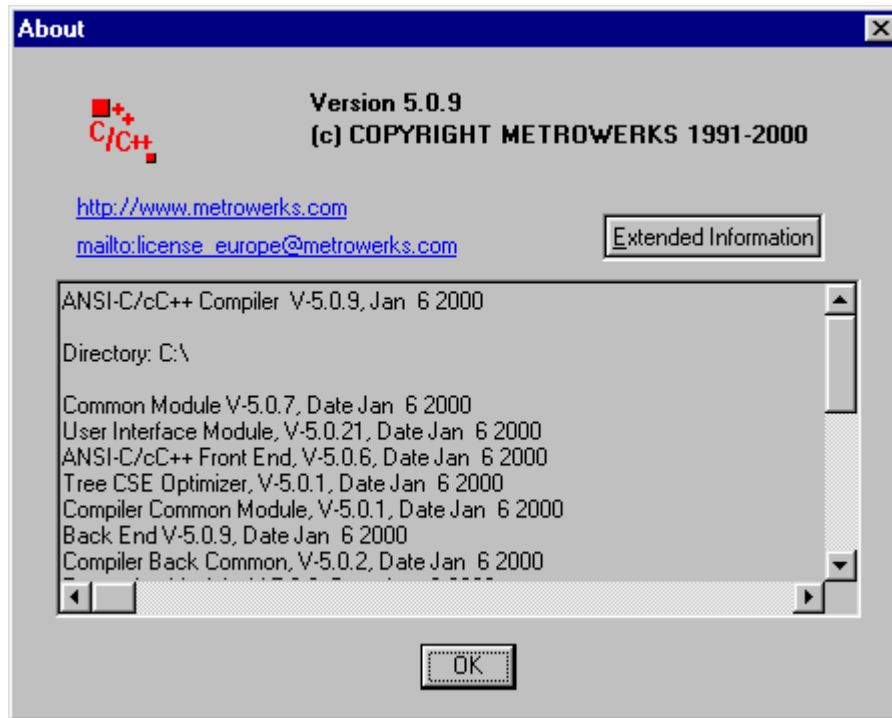 About
C/C++
Version 5.0.9
(c) COPYRIGHT METROWERKS 1991-2000
http://www.metrowerks.com
mailto:license_europe@metrowerks.com
Extended Information
ANSI-C/cC++ Compiler V-5.0.9, Jan 6 2000
Directory: C:\
Common Module V-5.0.7, Date Jan 6 2000
User Interface Module, V-5.0.21, Date Jan 6 2000
ANSI-C/cC++ Front End, V-5.0.6, Date Jan 6 2000
Tree CSE Optimizer, V-5.0.1, Date Jan 6 2000
Compiler Common Module, V-5.0.1, Date Jan 6 2000
Back End V-5.0.9, Date Jan 6 2000
Compiler Back Common, V-5.0.2, Date Jan 6 2000
OK